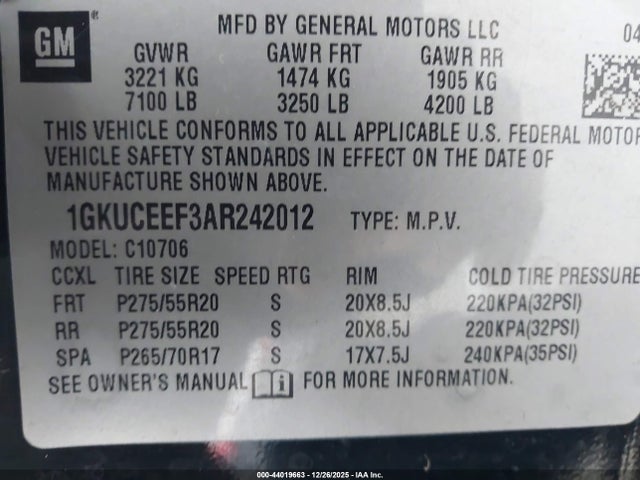 GM
MFD BY GENERAL MOTORS LLC 04
GVWR GAWR FRT GAWR RR
3221 KG 1474 KG 1905 KG
7100 LB 3250 LB 4200 LB
THIS VEHICLE CONFORMS TO ALL APPLICABLE U.S. FEDERAL MOTOR
VEHICLE SAFETY STANDARDS IN EFFECT ON THE DATE OF
MANUFACTURE SHOWN ABOVE.
1GKUCEEF3AR242012 TYPE: M.P.V.
MODEL: C10706
CCXL TIRE SIZE SPEED RTG RIM COLD TIRE PRESSURE
FRT P275/55R20 S 20X8.5J 220KPA(32PSI)
RR P275/55R20 S 20X8.5J 220KPA(32PSI)
SPA P265/70R17 S 17X7.5J 240KPA(35PSI)
SEE OWNER'S MANUAL FOR MORE INFORMATION.
000-44019663 - 12/26/2025 - IAA Inc.